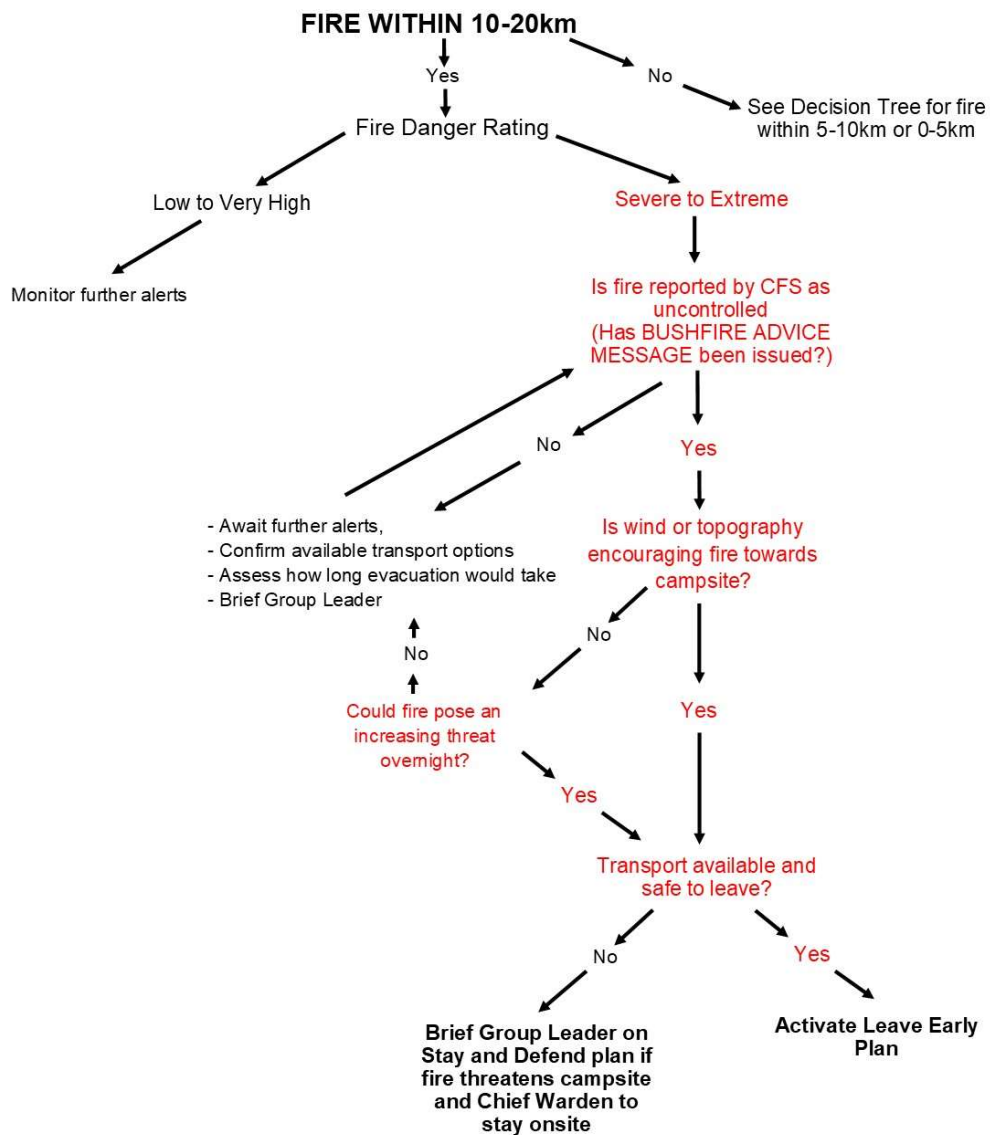 FIRE WITHIN 10-20km
Yes
No
See Decision Tree for fire
within 5-10km or 0-5km
Fire Danger Rating
Low to Very High
Severe to Extreme
Monitor further alerts
Is fire reported by CFS as
uncontrolled
(Has BUSHFIRE ADVICE
MESSAGE been issued?)
No
Yes
- Await further alerts,
- Confirm available transport options
- Assess how long evacuation would take
- Brief Group Leader
Is wind or topography
encouraging fire towards
campsite?
No
No
Yes
Could fire pose an
increasing threat
overnight?
Yes
Transport available and
safe to leave?
No
Yes
Brief Group Leader on
Stay and Defend plan if
fire threatens campsite
and Chief Warden to
stay onsite
Activate Leave Early
Plan